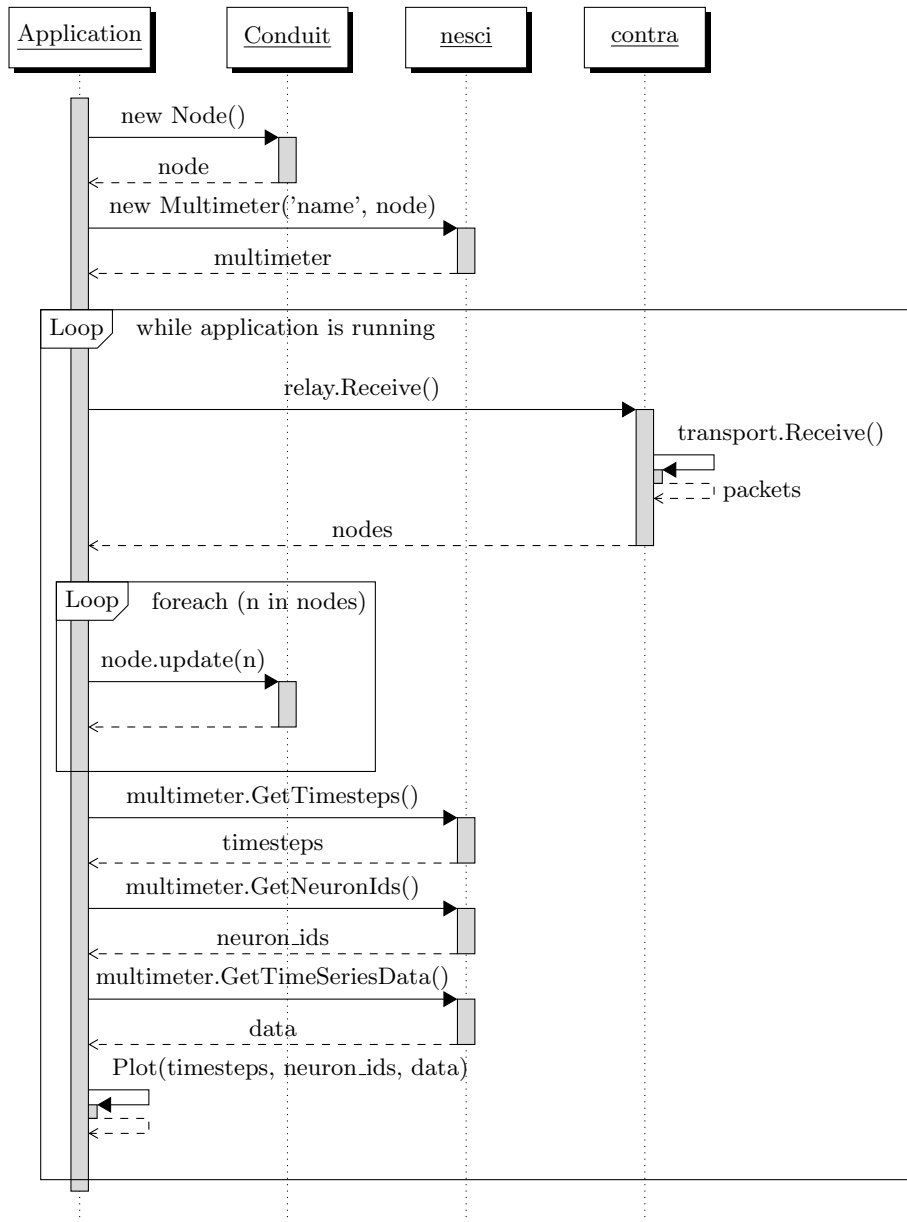 Application
Conduit
nesci
contra
new Node()
node
new Multimeter('name', node)
multimeter
Loop
while application is running
relay.Receive()
transport.Receive()
packets
nodes
Loop
foreach (n in nodes)
node.update(n)
multimeter.GetTimesteps()
timesteps
multimeter.GetNeuronIds()
neuron_ids
multimeter.GetTimeSeriesData()
data
Plot(timesteps, neuron_ids, data)